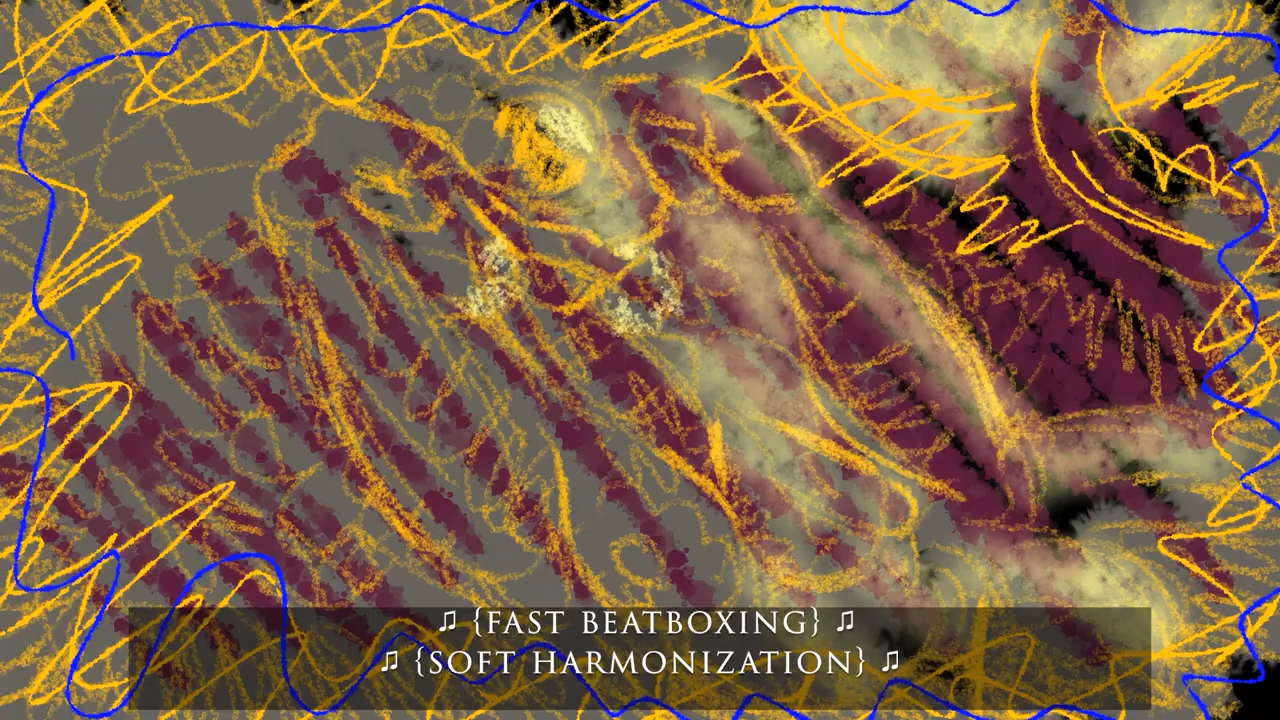 ♫ {FAST BEATBOXING} ♫
♫ {SOFT HARMONIZATION} ♫